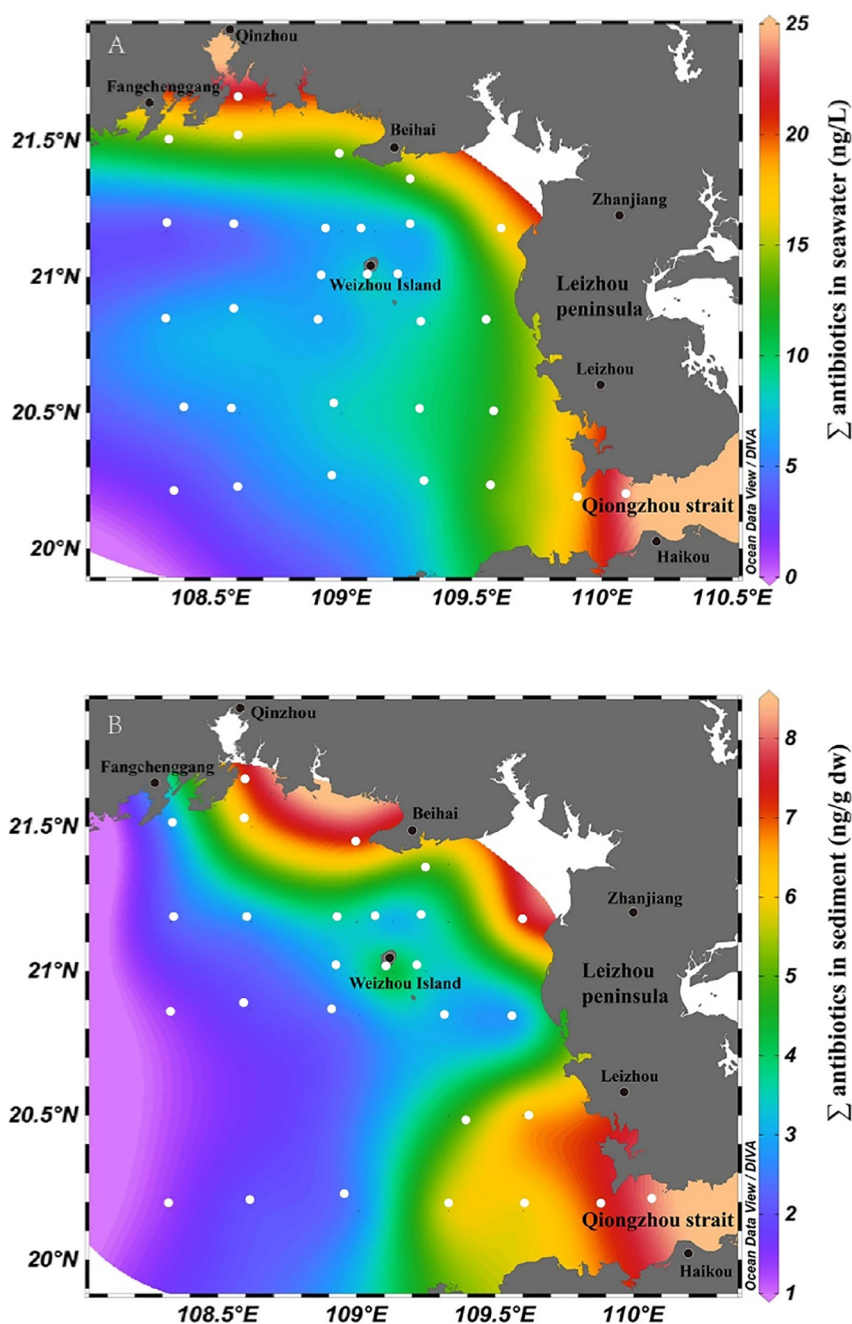 A
Qinzhou
Fangchenggang
Beihai
Zhanjiang
Weizhou Island
Leizhou
peninsula
Leizhou
Qiongzhou strait
Haikou
Ocean Data View / DIVA
21.5°N
21°N
20.5°N
20°N
108.5°E 109°E 109.5°E 110°E 110.5°E
25
20
15
10
5
0
∑ antibiotics in seawater (ng/L)
B
Qinzhou
Fangchenggang
Beihai
Zhanjiang
Weizhou Island
Leizhou
peninsula
Leizhou
Qiongzhou strait
Haikou
Ocean Data View / DIVA
21.5°N
21°N
20.5°N
20°N
108.5°E 109°E 109.5°E 110°E
8
7
6
5
4
3
2
1
∑ antibiotics in sediment (ng/g dw)